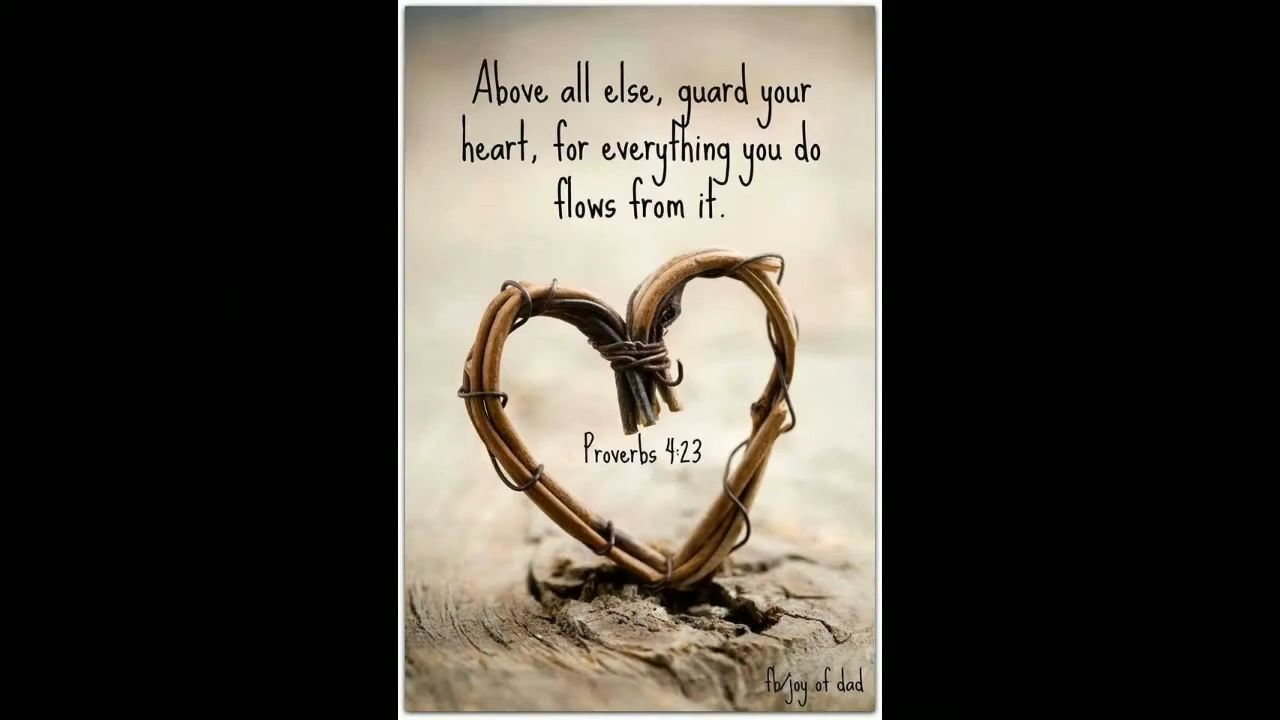 Above all else, guard your
heart, for everything you do
flows from it.
Proverbs 4:23
fb/joy of dad